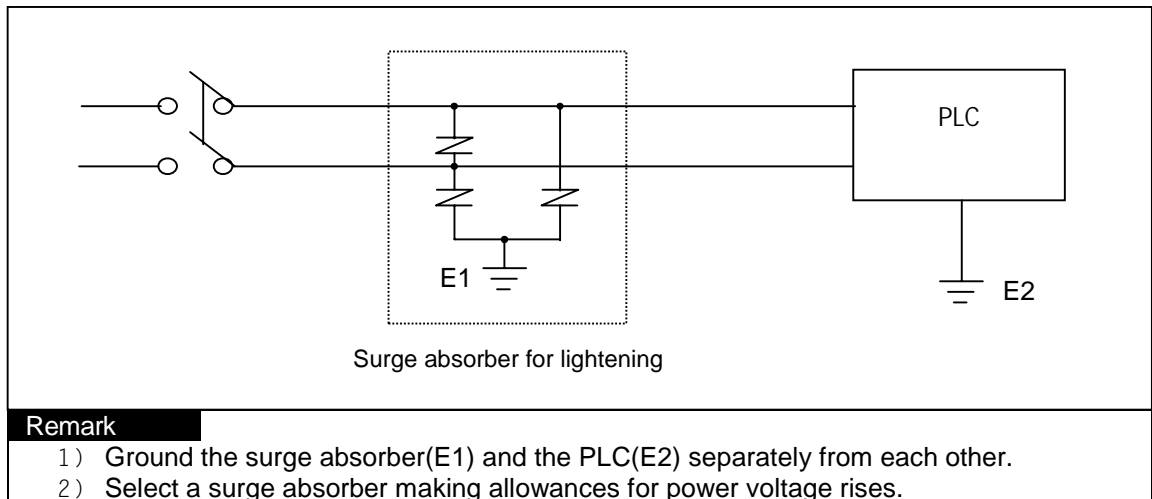 PLC
E1
E2
Surge absorber for lightening
Remark
1) Ground the surge absorber(E1) and the PLC(E2) separately from each other.
2) Select a surge absorber making allowances for power voltage rises.